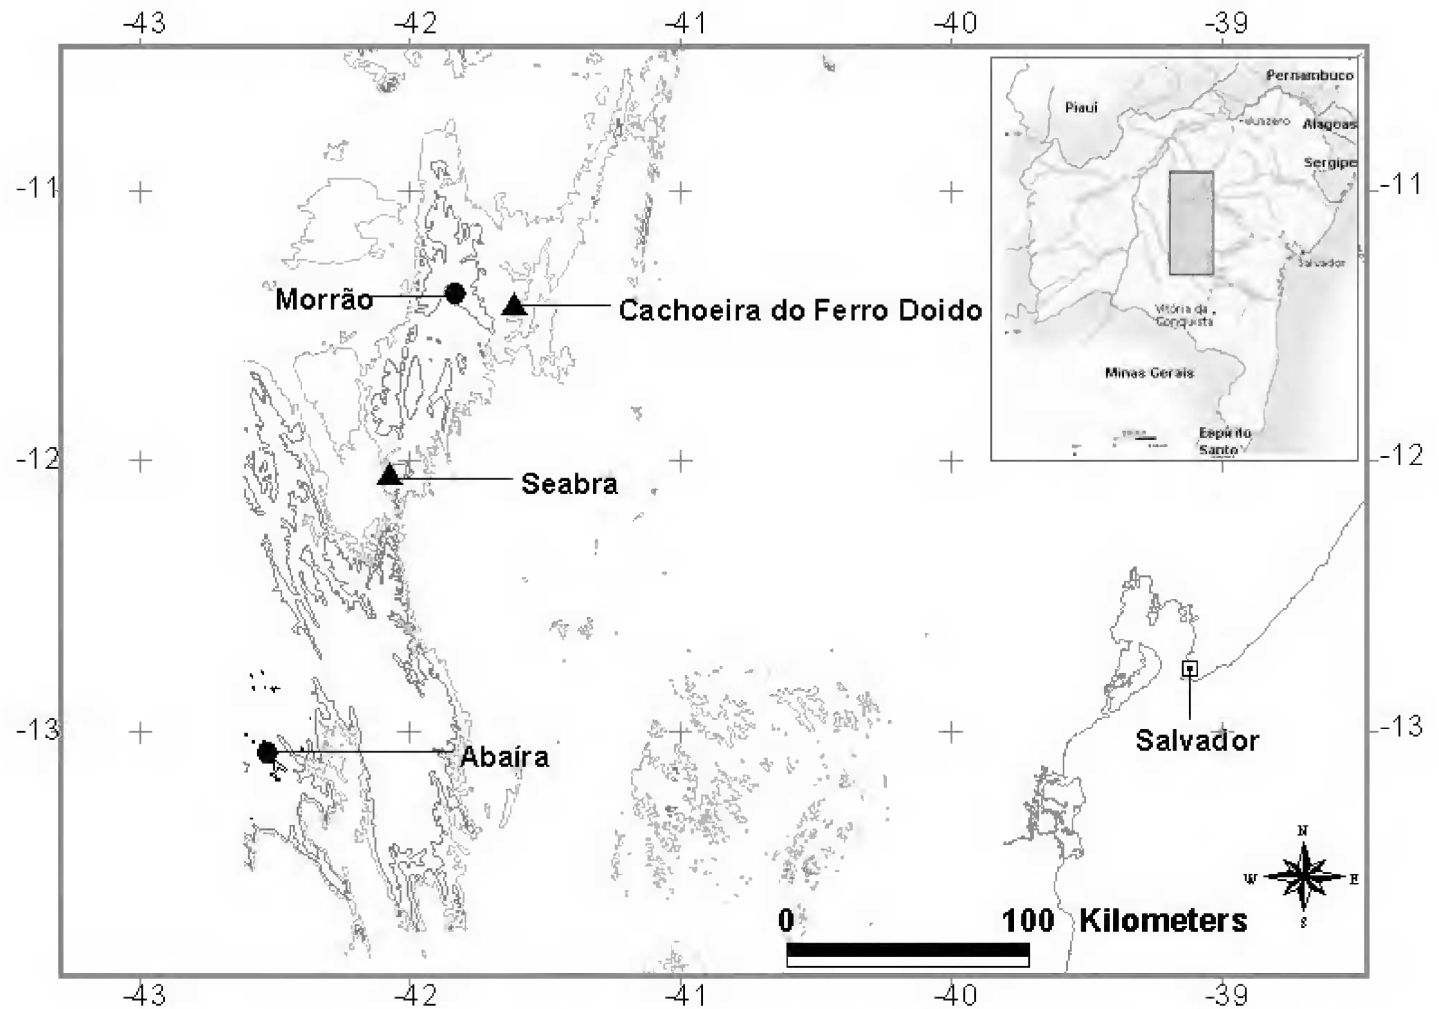 -43 -42 -41 -40 -39
Pernambuco
Piauí
Alagoas
Sergipe
-11 -11
Salvador
Morrão
Cachoeira do Ferro Doido
Vitória da
Conquista
Minas Gerais
Espírito
Santo
-12 -12
Seabra
-13 -13
Salvador
Abaíra
N
W E
S
0 100 Kilometers
-43 -42 -41 -40 -39